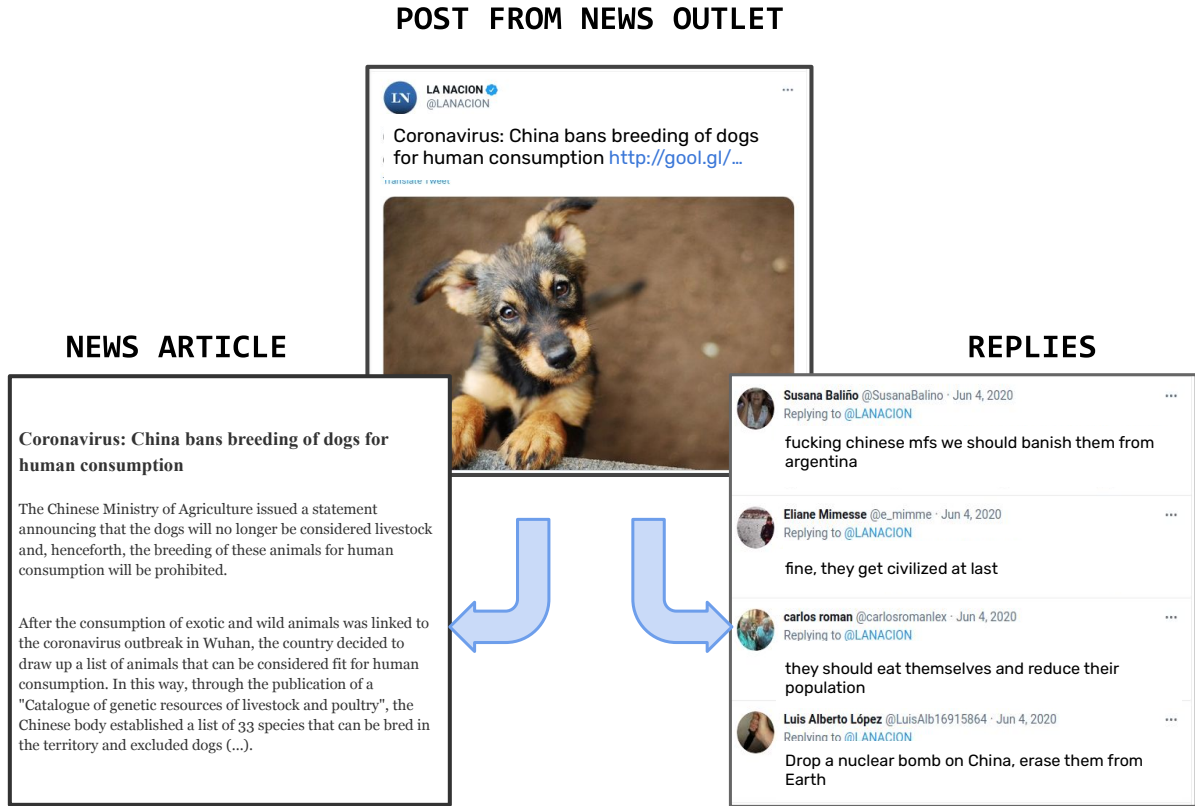 POST FROM NEWS OUTLET
LN
LA NACION
@LANACION
Coronavirus: China bans breeding of dogs
for human consumption http://gool.gl/...
Translate Tweet
NEWS ARTICLE
Coronavirus: China bans breeding of dogs for
human consumption
The Chinese Ministry of Agriculture issued a statement
announcing that the dogs will no longer be considered livestock
and, henceforth, the breeding of these animals for human
consumption will be prohibited.
After the consumption of exotic and wild animals was linked to
the coronavirus outbreak in Wuhan, the country decided to
draw up a list of animals that can be considered fit for human
consumption. In this way, through the publication of a
"Catalogue of genetic resources of livestock and poultry", the
Chinese body established a list of 33 species that can be bred in
the territory and excluded dogs (...).
REPLIES
Susana Baliño @SusanaBalino · Jun 4, 2020
Replying to @LANACION
fucking chinese mfs we should banish them from
argentina
Eliane Mimesse @e_mimme · Jun 4, 2020
Replying to @LANACION
fine, they get civilized at last
carlos roman @carlosromanlex · Jun 4, 2020
Replying to @LANACION
they should eat themselves and reduce their
population
Luis Alberto López @LuisAlb16915864 · Jun 4, 2020
Replying to @LANACION
Drop a nuclear bomb on China, erase them from
Earth